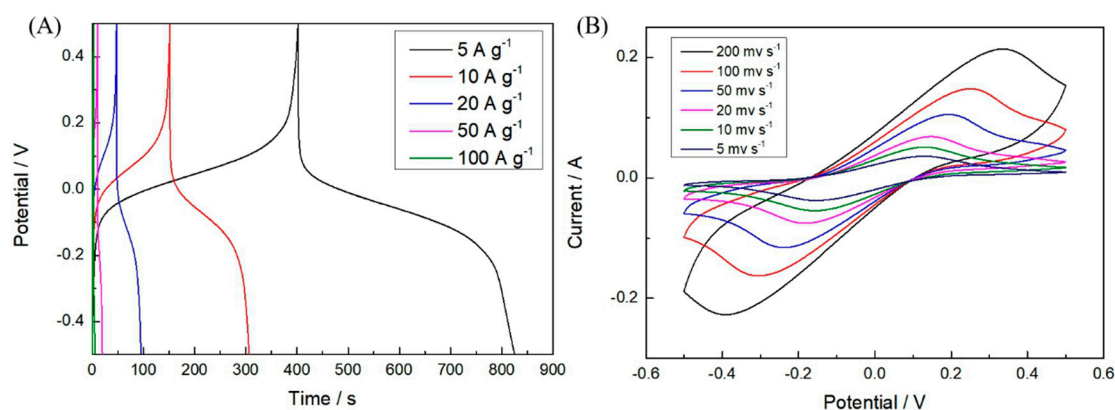 (A)
0.4
0.2
0.0
-0.2
-0.4
Potential / V
5 A g⁻¹
10 A g⁻¹
20 A g⁻¹
50 A g⁻¹
100 A g⁻¹
0 100 200 300 400 500 600 700 800 900
Time / s
(B)
0.2
0.0
-0.2
Current / A
200 mv s⁻¹
100 mv s⁻¹
50 mv s⁻¹
20 mv s⁻¹
10 mv s⁻¹
5 mv s⁻¹
-0.6 -0.4 -0.2 0.0 0.2 0.4 0.6
Potential / V